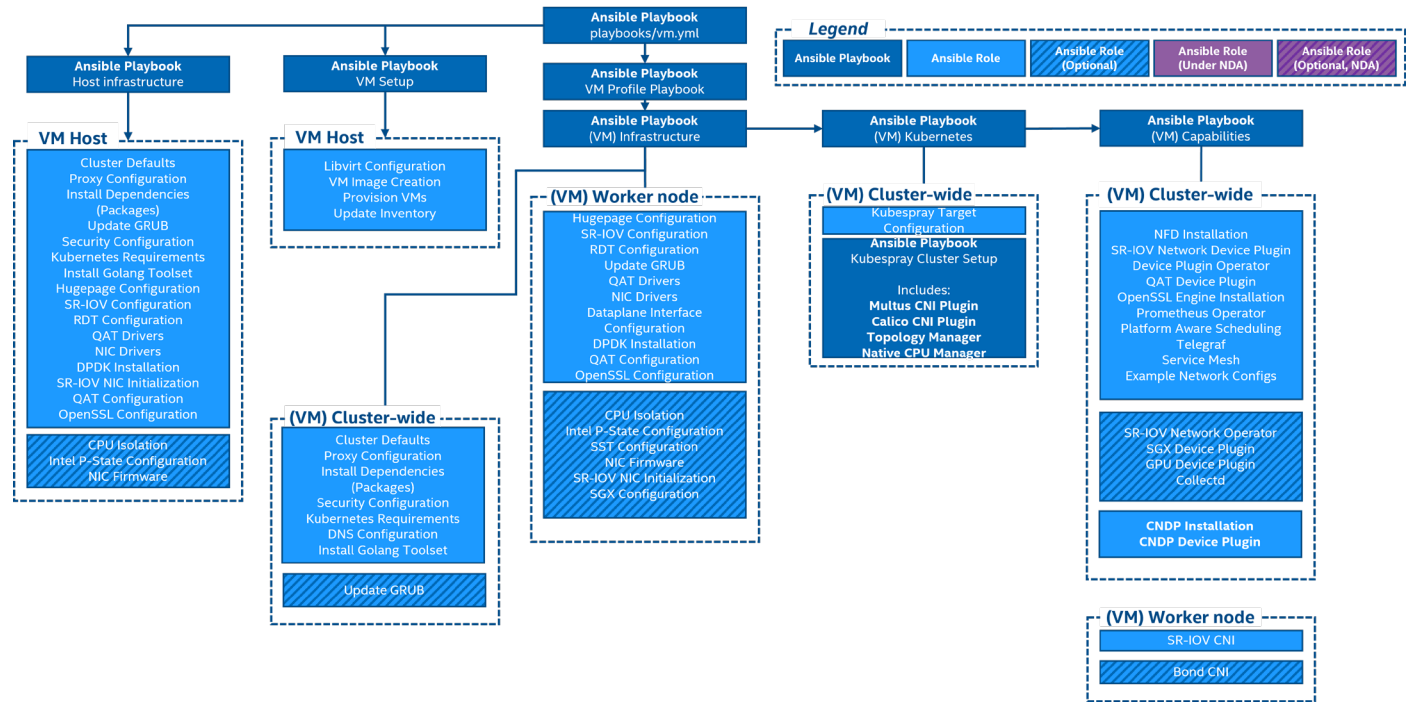 Ansible Playbook
playbooks/vm.yml
Legend
Ansible Playbook
Ansible Role
Ansible Role
(Optional)
Ansible Role
(Under NDA)
Ansible Role
(Optional, NDA)
Ansible Playbook
Host infrastructure
Ansible Playbook
VM Setup
Ansible Playbook
VM Profile Playbook
Ansible Playbook
(VM) Infrastructure
Ansible Playbook
(VM) Kubernetes
Ansible Playbook
(VM) Capabilities
VM Host
Cluster Defaults
Proxy Configuration
Install Dependencies
(Packages)
Update GRUB
Security Configuration
Kubernetes Requirements
Install Golang Toolset
Hugepage Configuration
SR-IOV Configuration
RDT Configuration
QAT Drivers
NIC Drivers
DPDK Installation
SR-IOV NIC Initialization
QAT Configuration
OpenSSL Configuration
CPU Isolation
Intel P-State Configuration
NIC Firmware
VM Host
Libvirt Configuration
VM Image Creation
Provision VMs
Update Inventory
(VM) Cluster-wide
Cluster Defaults
Proxy Configuration
Install Dependencies
(Packages)
Security Configuration
Kubernetes Requirements
DNS Configuration
Install Golang Toolset
Update GRUB
(VM) Worker node
Hugepage Configuration
SR-IOV Configuration
RDT Configuration
Update GRUB
QAT Drivers
NIC Drivers
Dataplane Interface
Configuration
DPDK Installation
QAT Configuration
OpenSSL Configuration
CPU Isolation
Intel P-State Configuration
SST Configuration
NIC Firmware
SR-IOV NIC Initialization
SGX Configuration
(VM) Cluster-wide
Kubespray Target
Configuration
Ansible Playbook
Kubespray Cluster Setup
Includes:
Multus CNI Plugin
Calico CNI Plugin
Topology Manager
Native CPU Manager
(VM) Cluster-wide
NFD Installation
SR-IOV Network Device Plugin
Device Plugin Operator
QAT Device Plugin
OpenSSL Engine Installation
Prometheus Operator
Platform Aware Scheduling
Telegraf
Service Mesh
Example Network Configs
SR-IOV Network Operator
SGX Device Plugin
GPU Device Plugin
Collectd
CNDP Installation
CNDP Device Plugin
(VM) Worker node
SR-IOV CNI
Bond CNI